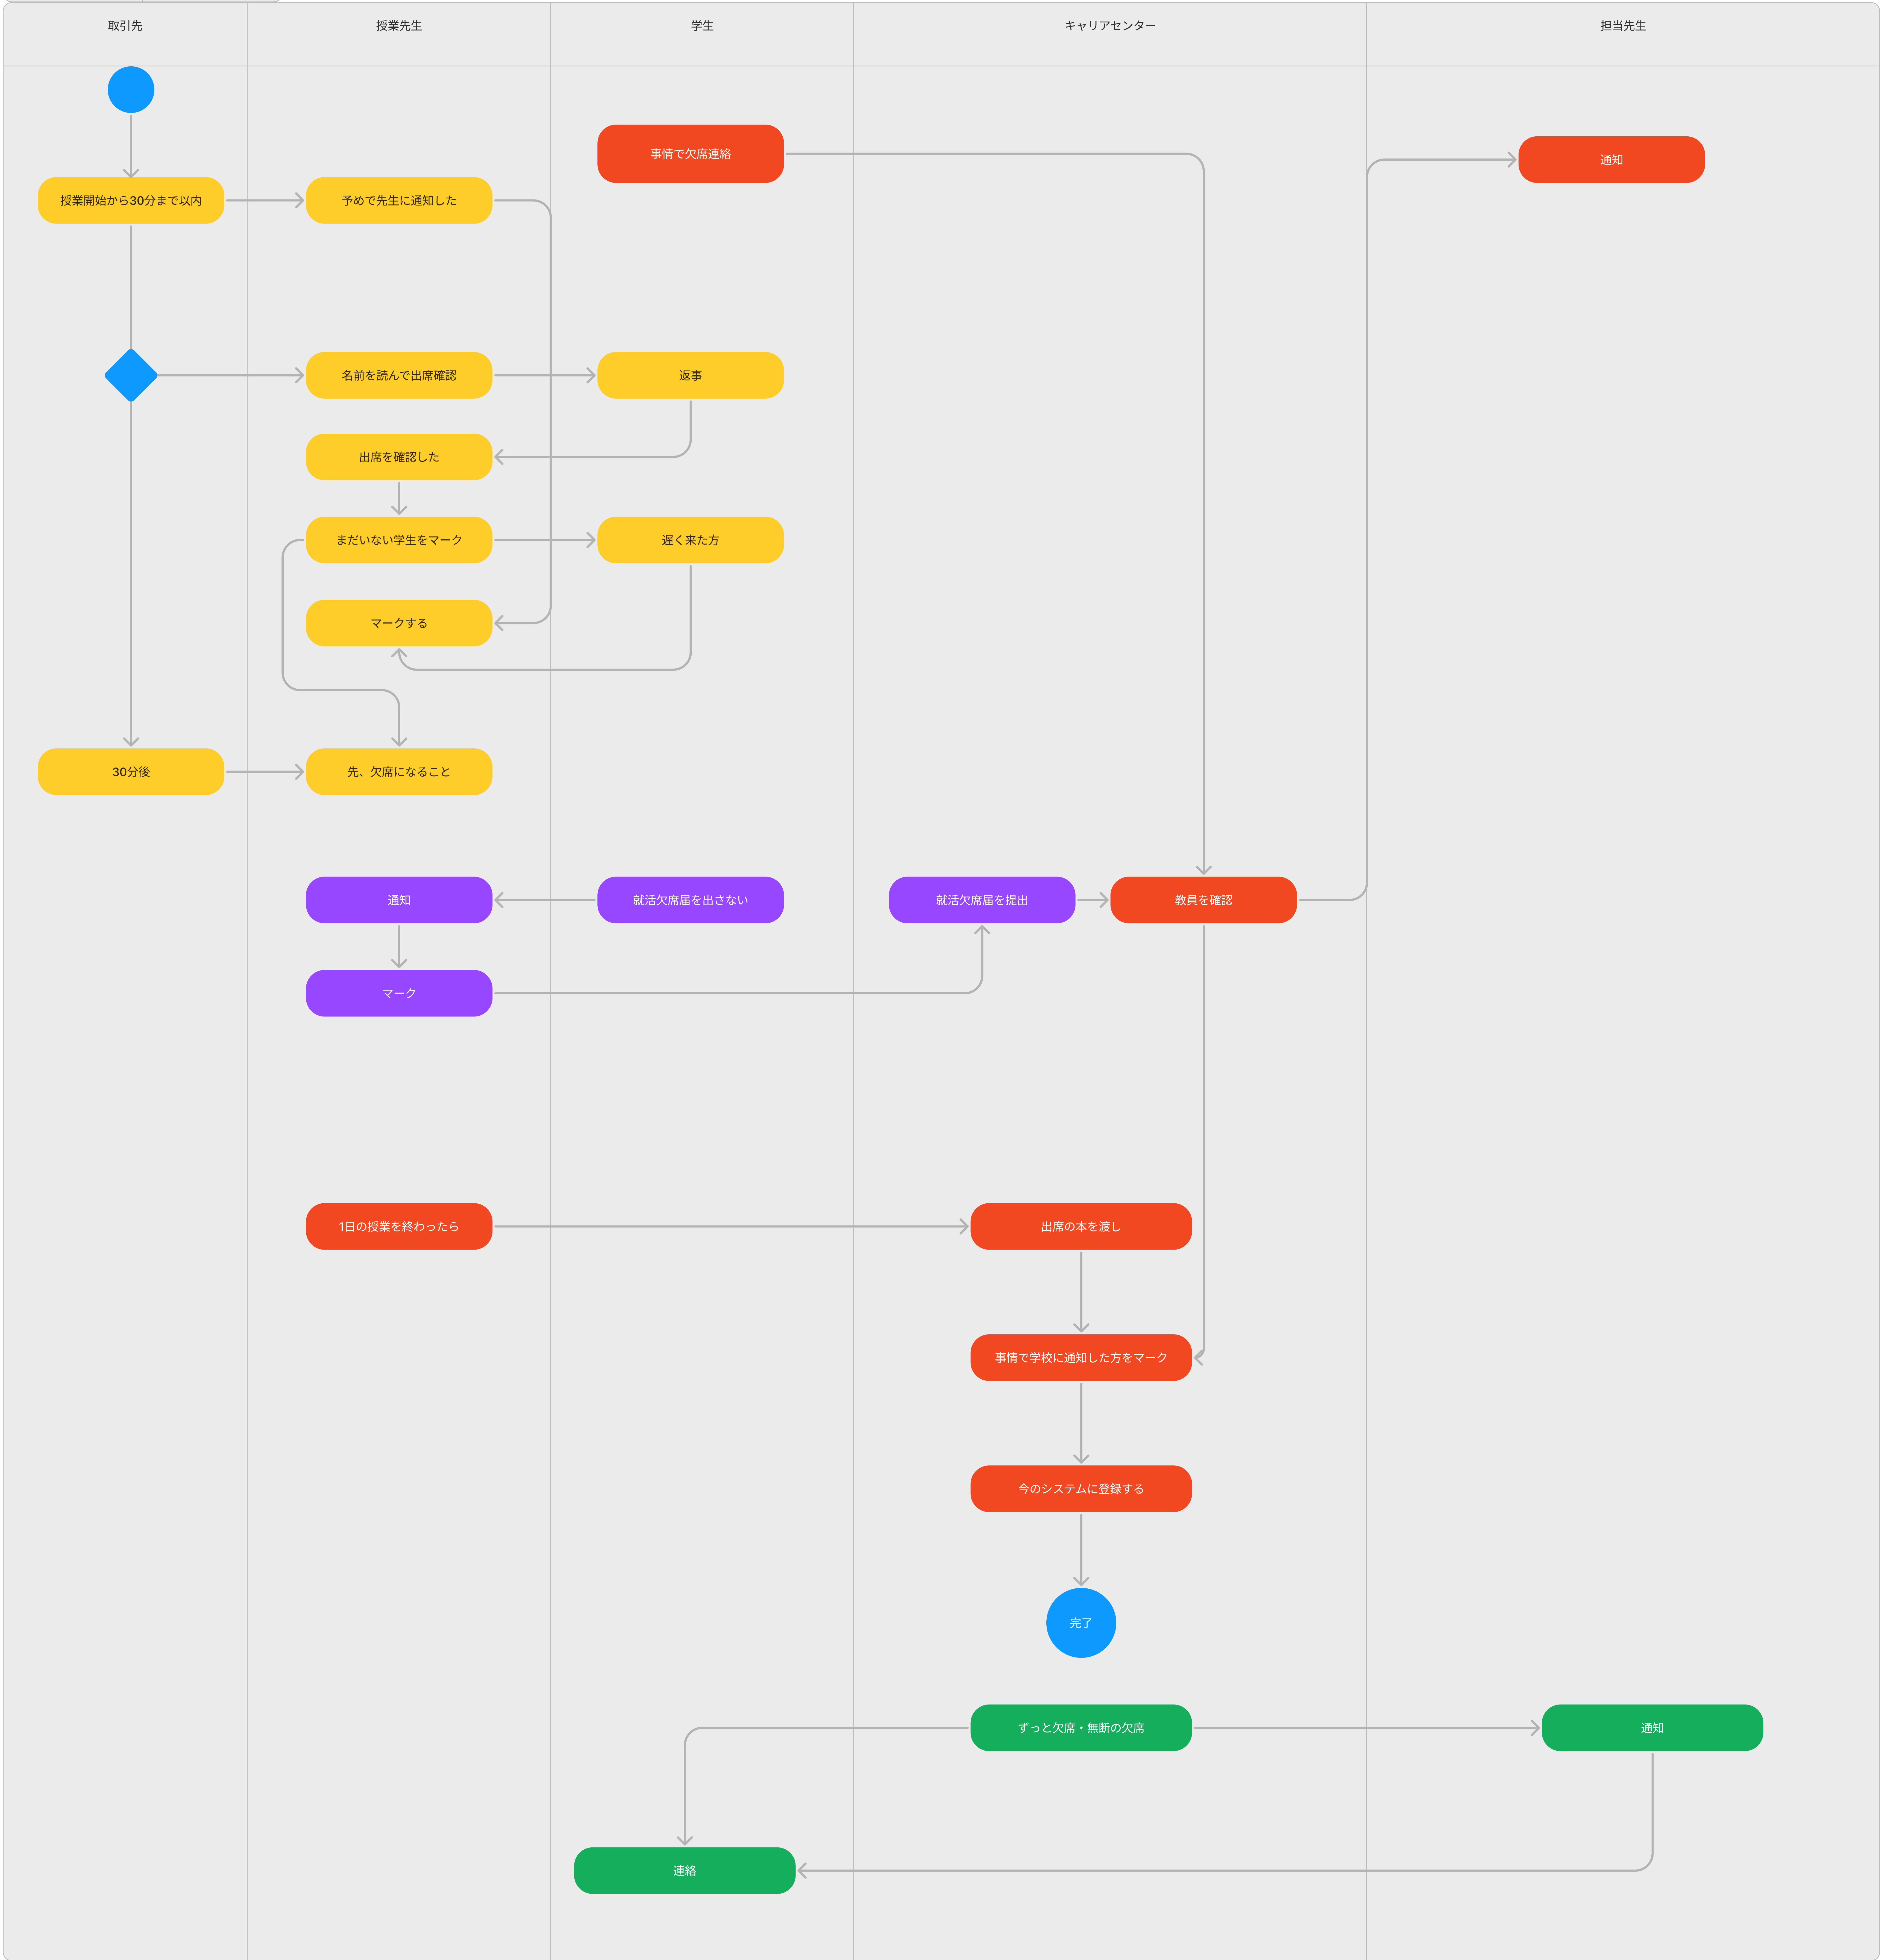 取引先
授業先生
学生
キャリアセンター
担当先生
事情で欠席連絡
通知
授業開始から30分まで以内
予めで先生に通知した
名前を読んで出席確認
返事
出席を確認した
まだいない学生をマーク
遅く来た方
マークする
30分後
先、欠席になること
通知
就活欠席届を出さない
就活欠席届を提出
教員を確認
マーク
1日の授業を終わったら
出席の本を渡し
事情で学校に通知した方をマーク
今のシステムに登録する
完了
ずっと欠席・無断の欠席
通知
連絡